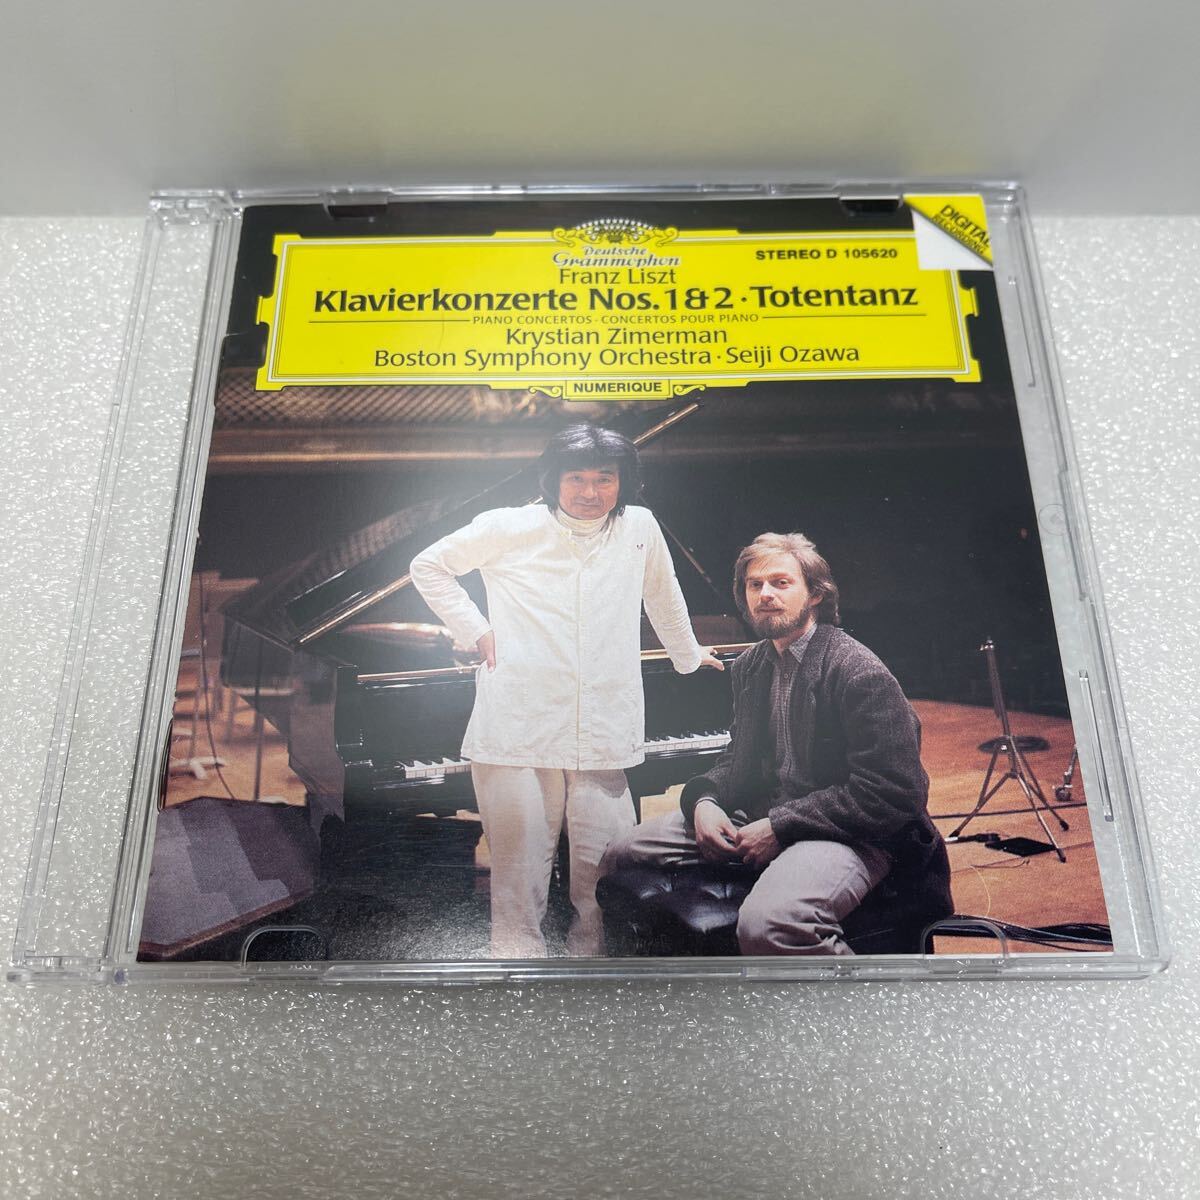 DIGITAL
RECORDING
STEREO D 105620
Deutsche
Grammophon
Franz Liszt
Klavierkonzerte Nos. 1 & 2 · Totentanz
PIANO CONCERTOS · CONCERTOS POUR PIANO
Krystian Zimerman
Boston Symphony Orchestra · Seiji Ozawa
NUMERIQUE